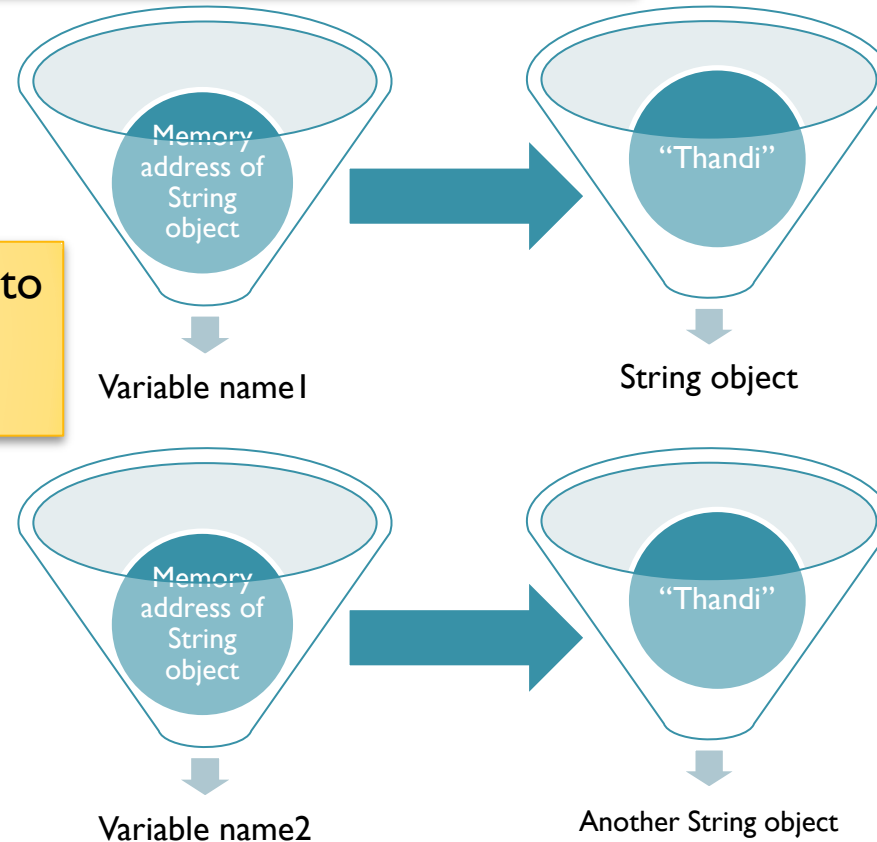 Memory
address of
String
object
“Thandi”
to
Variable name1
String object
Memory
address of
String
object
“Thandi”
Variable name2
Another String object